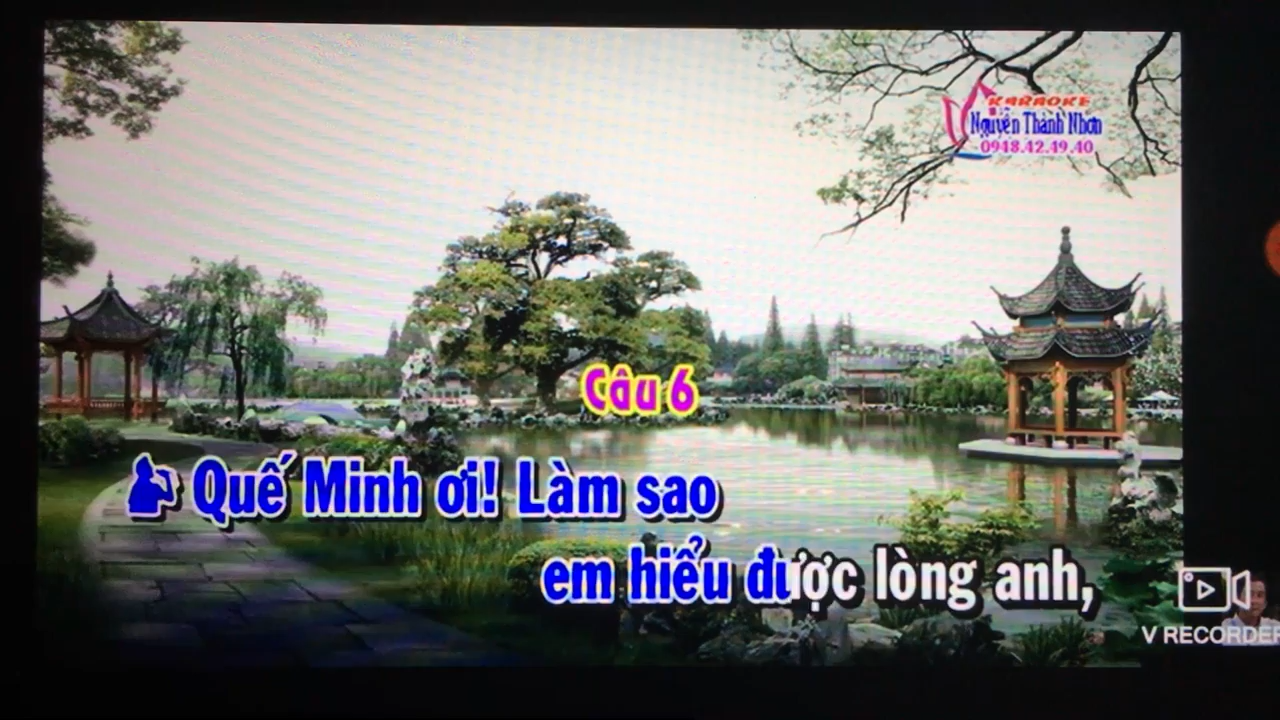 KARAOKE
Nguyễn Thành Nhơn
0948.42.49.40
Câu 6
Quế Minh ơi! Làm sao
em hiểu được lòng anh,
V RECORDER